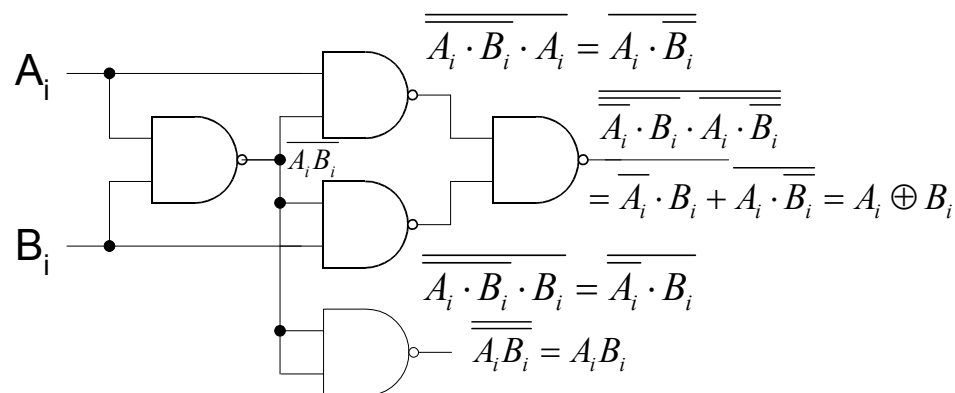 $\overline{\overline{A_i \cdot B_i} \cdot A_i} = \overline{A_i \cdot \overline{B_i}}$
A_i
$\overline{\overline{\overline{A_i} \cdot B_i} \cdot \overline{A_i \cdot \overline{B_i}}}$
$\overline{A_i B_i}$
$= \overline{A_i} \cdot B_i + \overline{A_i \cdot \overline{B_i}} = A_i \oplus B_i$
B_i
$\overline{\overline{A_i \cdot B_i} \cdot B_i} = \overline{\overline{A_i} \cdot B_i}$
$\overline{\overline{A_i B_i}} = A_i B_i$